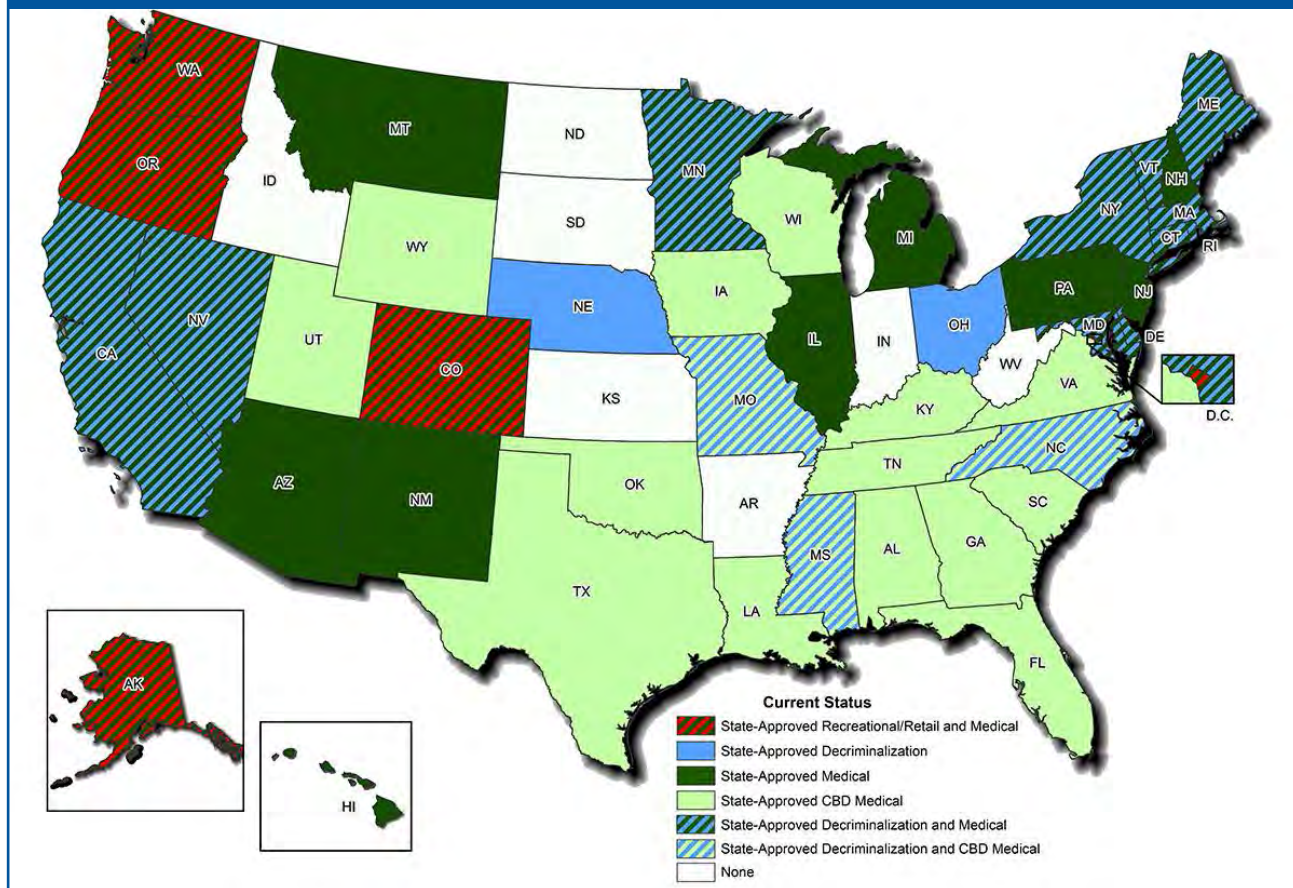 WA
ME
MT
ND
VT
OR
MN
NH
ID
NY
MA
WI
CT
SD
RI
WY
MI
IA
PA
NJ
NE
NV
OH
MD
DE
UT
IL
IN
CA
WV
CO
VA
KS
MO
KY
D.C.
NC
TN
OK
AZ
NM
SC
AR
MS
AL
GA
TX
LA
FL
AK
HI
Current Status
State-Approved Recreational/Retail and Medical
State-Approved Decriminalization
State-Approved Medical
State-Approved CBD Medical
State-Approved Decriminalization and Medical
State-Approved Decriminalization and CBD Medical
None